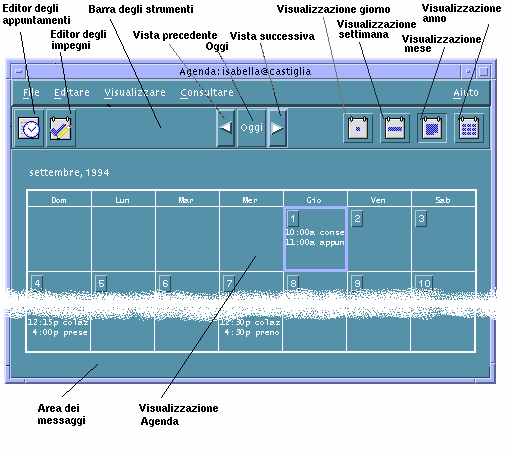 Editor degli
appuntamenti
Editor degli
impegni
Barra degli strumenti
Vista precedente
Oggi
Vista successiva
Visualizzazione giorno
Visualizzazione
settimana
Visualizzazione
mese
Visualizzazione
anno
Agenda: isabella@castiglia
File Editare Visualizzare Consultare Aiuto
Oggi
settembre, 1994
Dom Lun Mar Mer Gio Ven Sab
1 2 3
10:00a conse
11:00a appun
4 5 6 7 8 9 10
12:15p colaz 12:30p colaz
4:00p prese 4:30p preno
Area dei
messaggi
Visualizzazione
Agenda